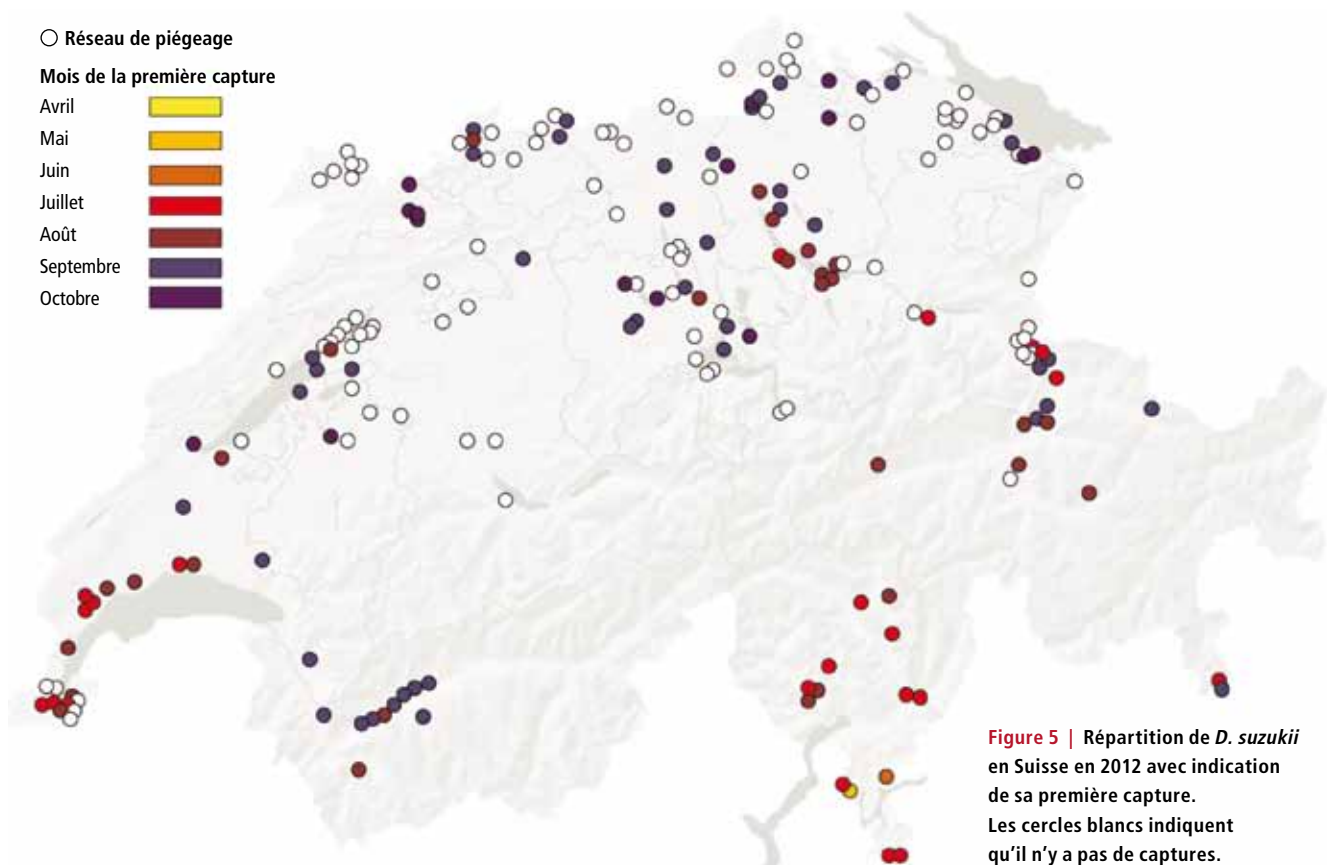 Réseau de piégeage
Mois de la première capture
Avril
Mai
Juin
Juillet
Août
Septembre
Octobre
Figure 5 | Répartition de D. suzukii
en Suisse en 2012 avec indication
de sa première capture.
Les cercles blancs indiquent
qu'il n'y a pas de captures.